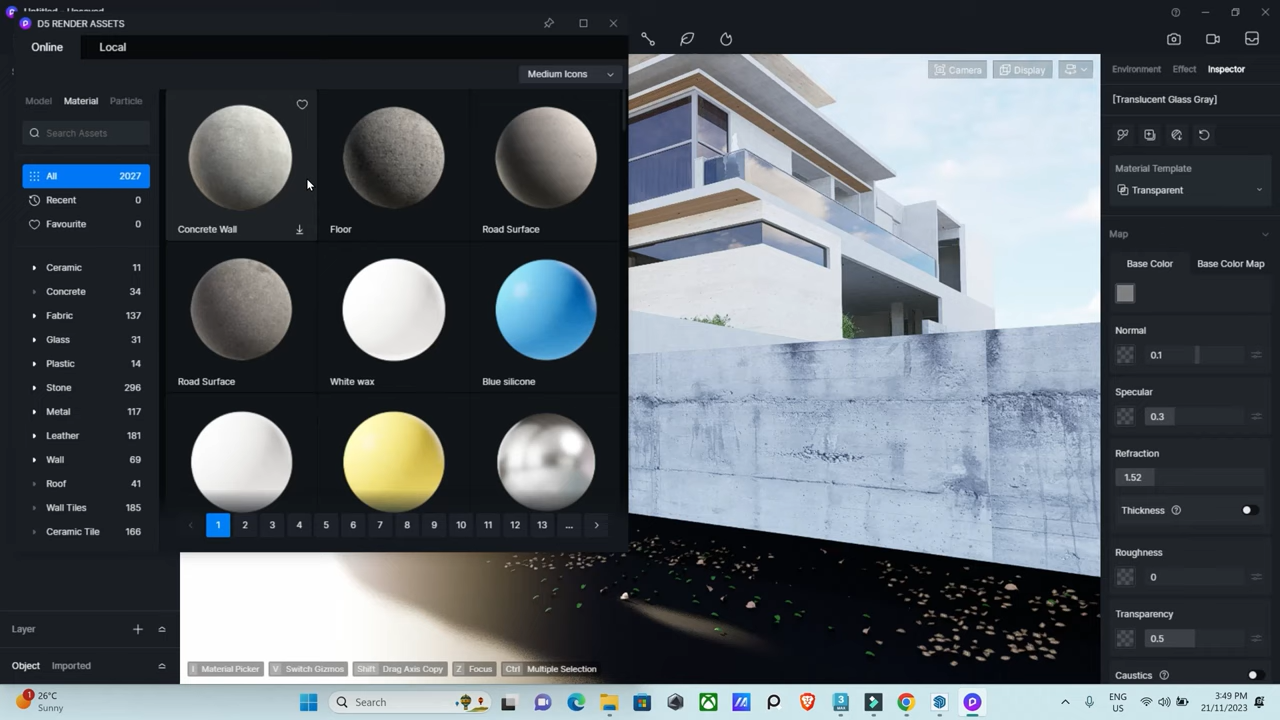 D5 RENDER ASSETS
Online
Local
Medium Icons
Model
Material
Particle
Search Assets
All 2027
Recent 0
Favourite 0
Ceramic 11
Concrete 34
Fabric 137
Glass 31
Plastic 14
Stone 296
Metal 117
Leather 181
Wall 69
Roof 41
Wall Tiles 185
Ceramic Tile 166
Concrete Wall
Floor
Road Surface
Road Surface
White wax
Blue silicone
1 2 3 4 5 6 7 8 9 10 11 12 13 ...
Layer
Object
Imported
Camera
Display
I Material Picker
V Switch Gizmos
Shift Drag Axis Copy
Z Focus
Ctrl Multiple Selection
Environment
Effect
Inspector
[Translucent Glass Gray]
Material Template
Transparent
Map
Base Color
Base Color Map
Normal
0.1
Specular
0.3
Refraction
1.52
Thickness
Roughness
0
Transparency
0.5
Caustics
1
26°C
Sunny
Search
ENG
US
3:49 PM
21/11/2023